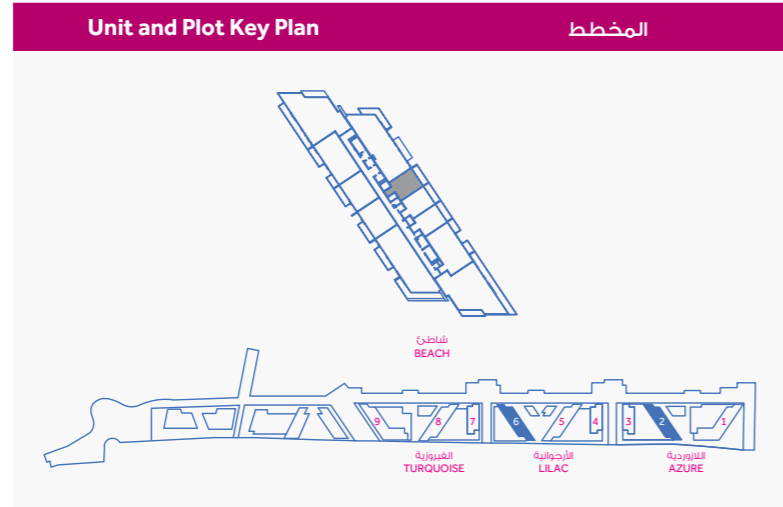 Unit and Plot Key Plan
المخطط
شاطئ
BEACH
9 8 7 6 5 4 3 2 1
الفيروزية
TURQUOISE
الأرجوانية
LILAC
اللازوردية
AZURE